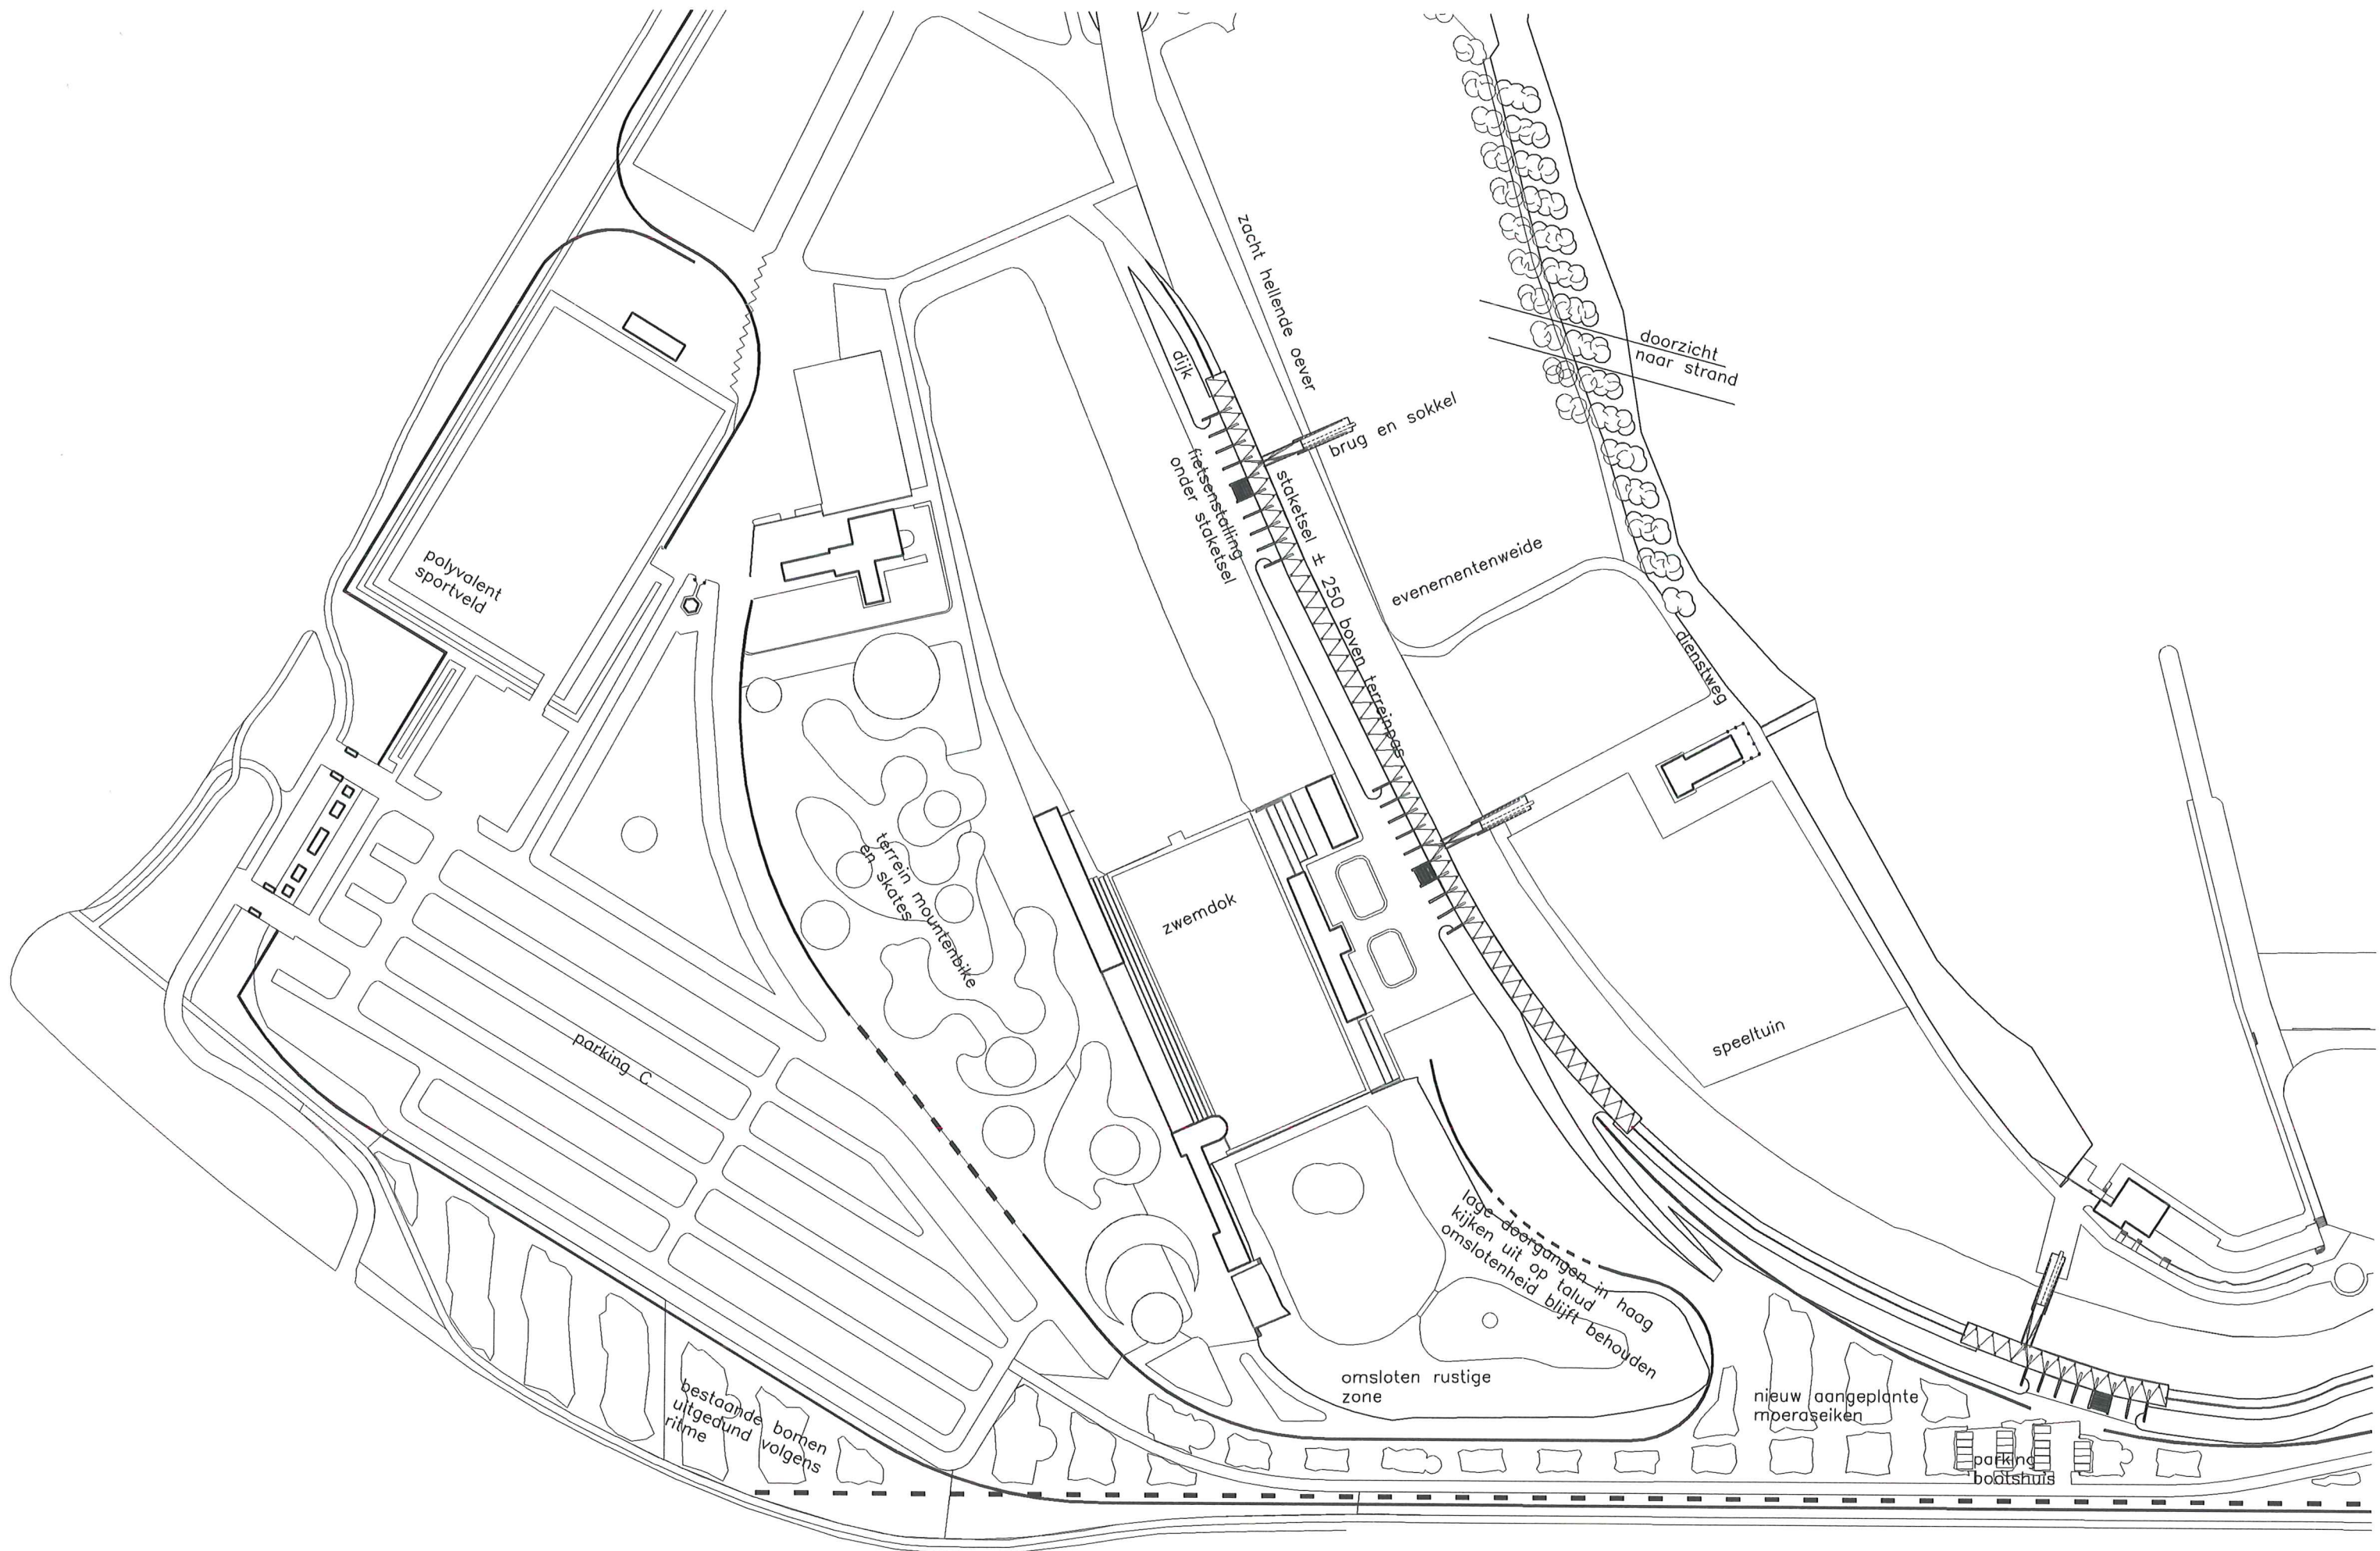 zacht hellende oever
doorzicht
naar strand
dijk
brug en sokkel
fietsenstalling
onder staketsel
staketsel ± 250 boven terreinpas
evenementenweide
polyvalent
sportveld
dienstweg
terrein mountenbike
en skates
zwemdok
speeltuin
parking C
lage doorgangen in haag
kijken uit op talud
omslotenheid blijft behouden
omsloten rustige
zone
nieuw aangeplante
moeraseiken
bestaande bomen
uitgedund volgens
ritme
parking
bootshuis